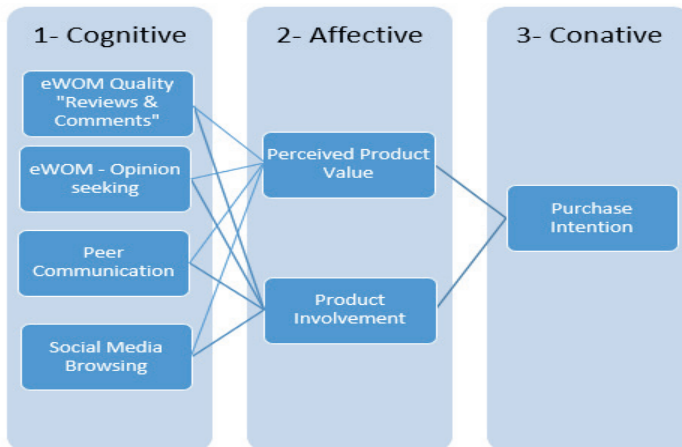 1- Cognitive
eWOM Quality
"Reviews &
Comments"
eWOM - Opinion
seeking
Peer
Communication
Social Media
Browsing
2- Affective
Perceived Product
Value
Product
Involvement
3- Conative
Purchase
Intention